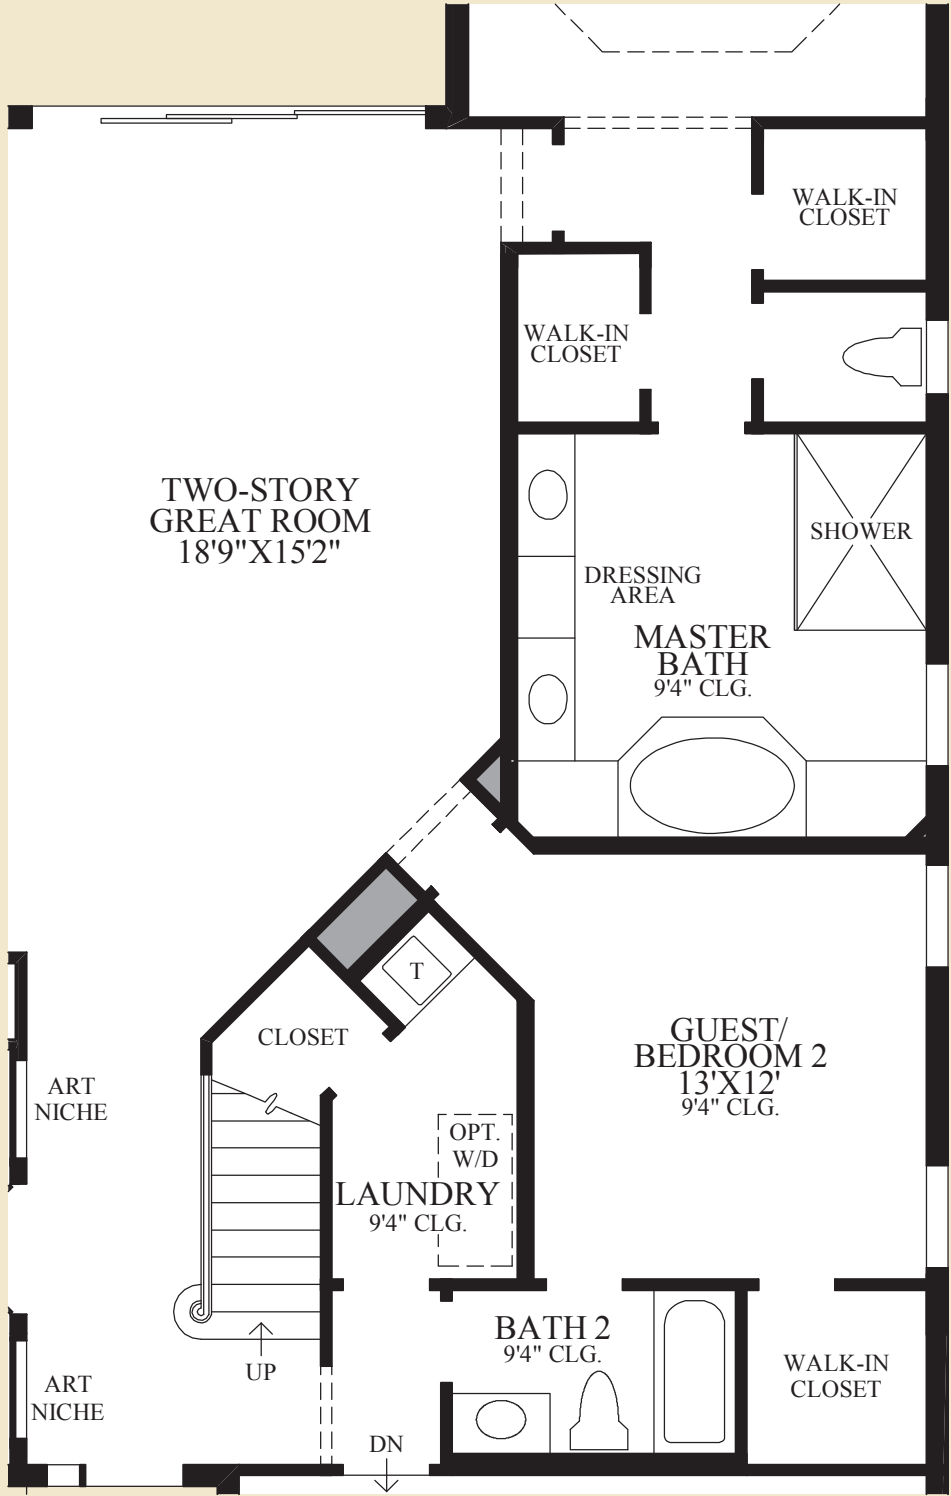 WALK-IN
CLOSET
WALK-IN
CLOSET
TWO-STORY
GREAT ROOM
18'9"X15'2"
SHOWER
DRESSING
AREA
MASTER
BATH
9'4" CLG.
T
CLOSET
GUEST/
BEDROOM 2
13'X12'
9'4" CLG.
ART
NICHE
OPT.
W/D
LAUNDRY
9'4" CLG.
BATH 2
9'4" CLG.
UP
WALK-IN
CLOSET
ART
NICHE
DN